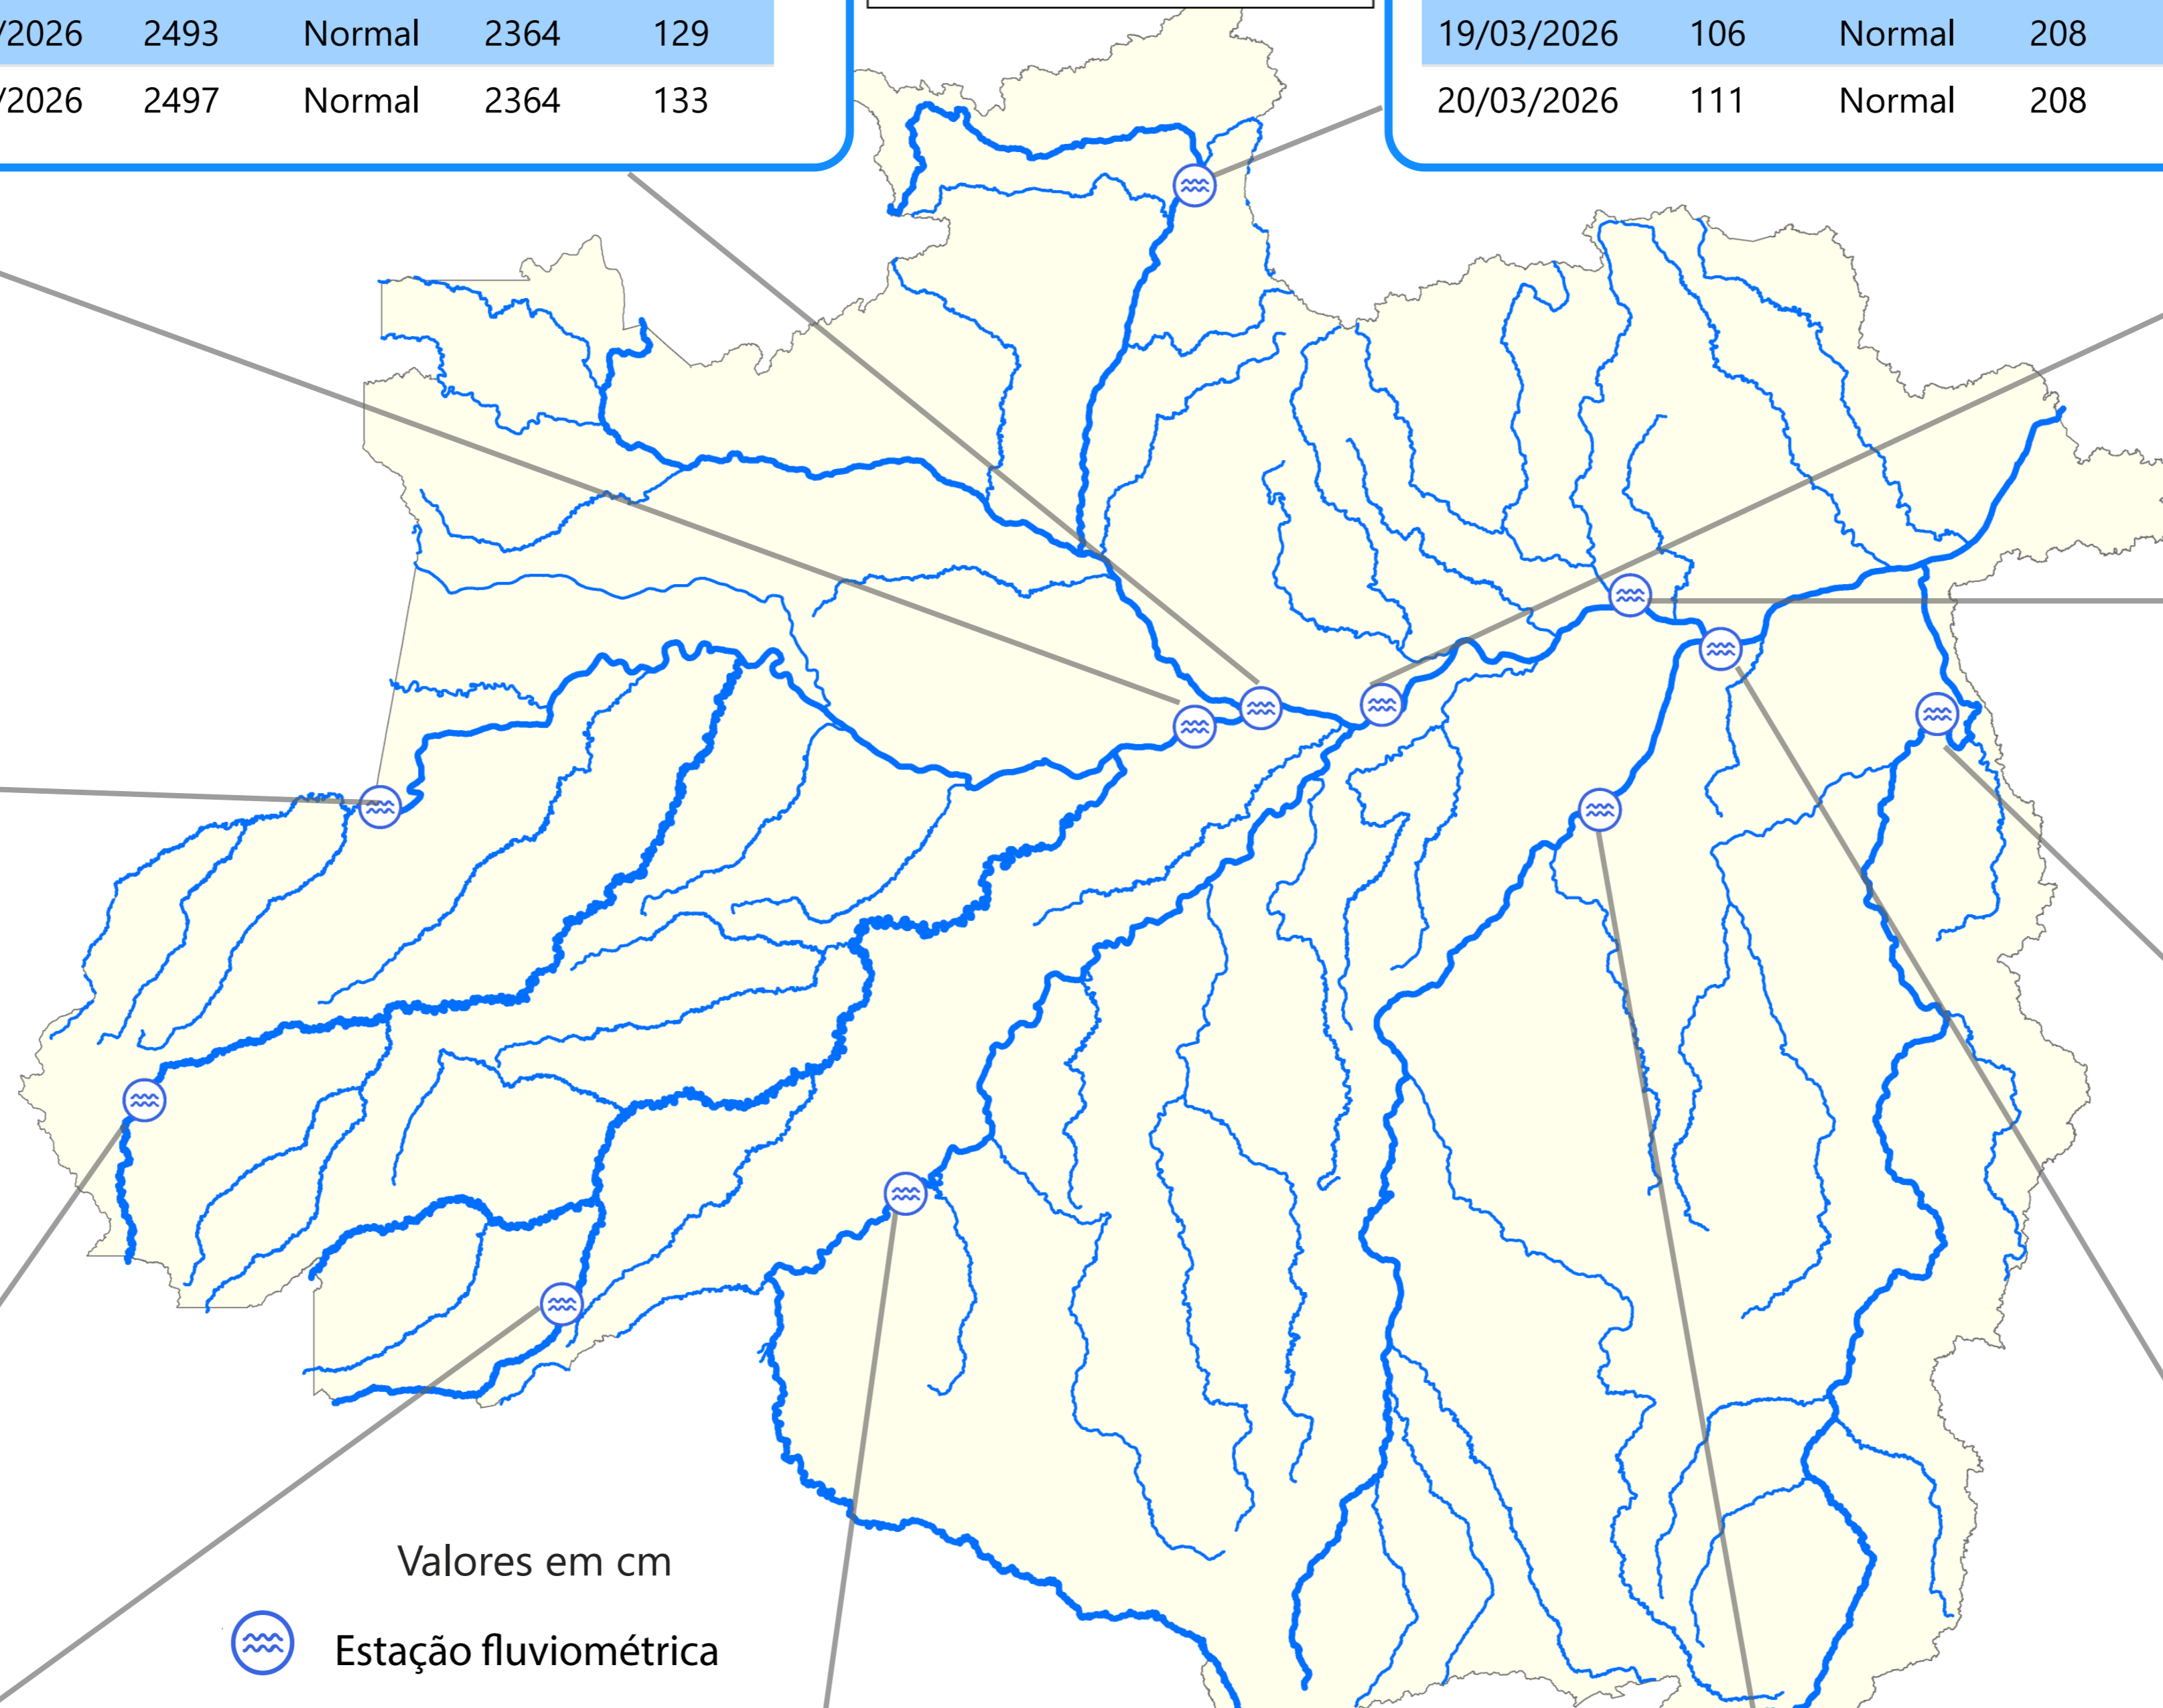 /2026 2493 Normal 2364 129
/2026 2497 Normal 2364 133
19/03/2026 106 Normal 208
20/03/2026 111 Normal 208
Valores em cm
Estação fluviométrica